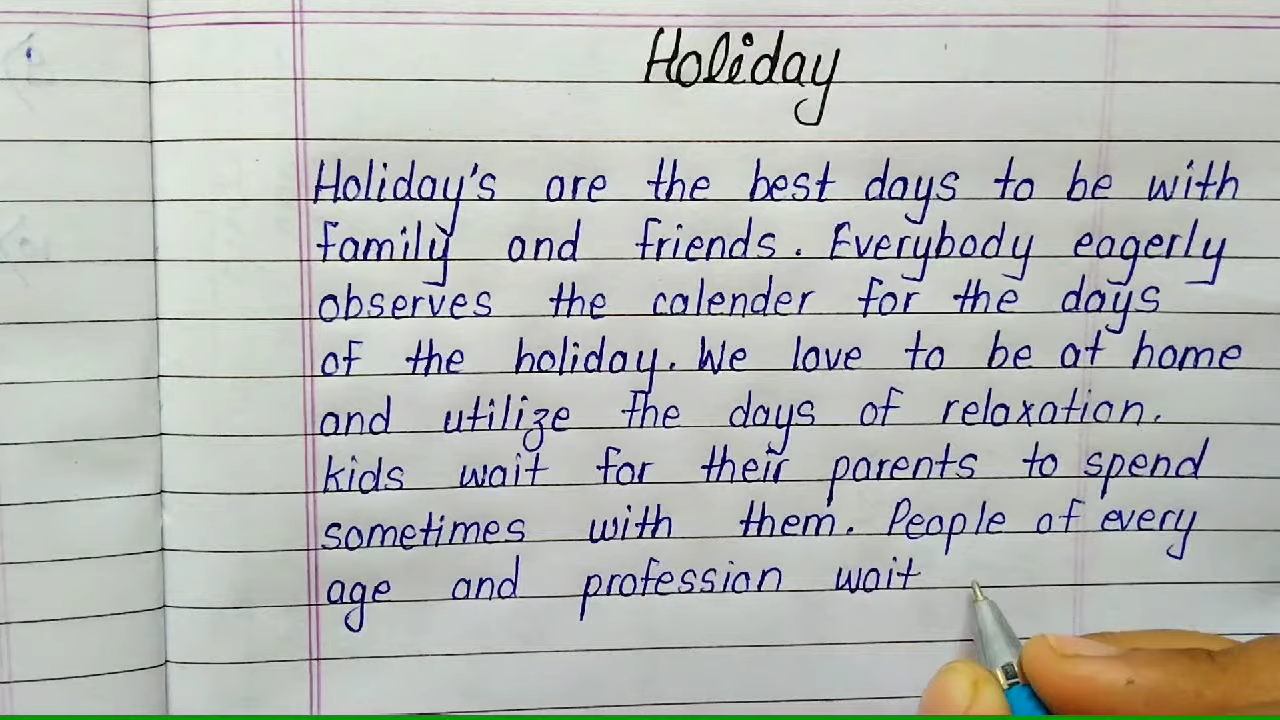 Holiday
Holiday's are the best days to be with
family and friends. Everybody eagerly
observes the calender for the days
of the holiday. We love to be at home
and utilize the days of relaxation.
kids wait for their parents to spend
sometimes with them. People of every
age and profession wait